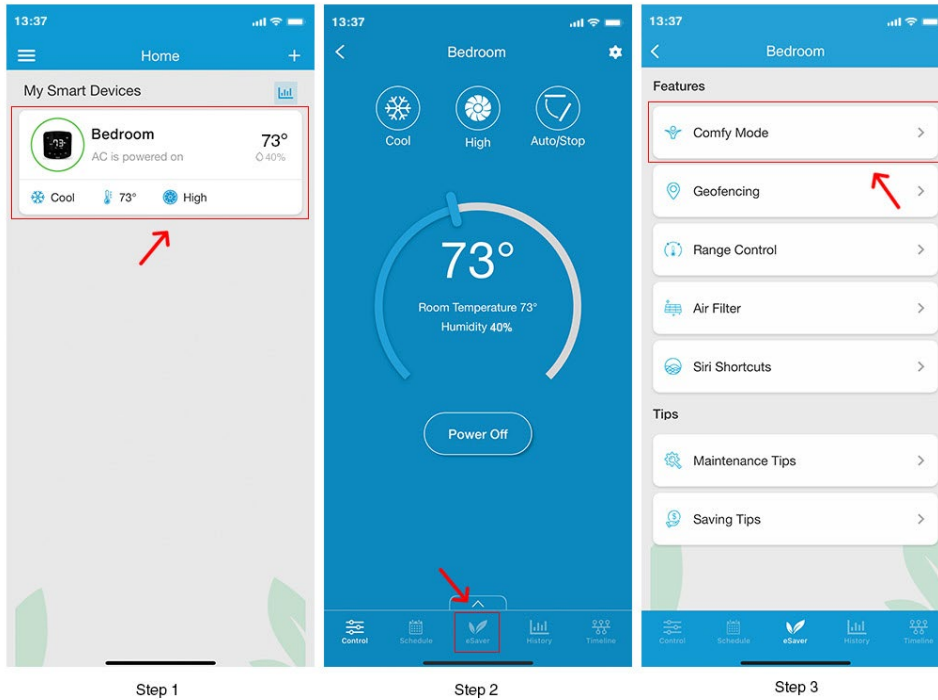 13:37
Home
My Smart Devices
-73-
Bedroom
73°
AC is powered on
40%
Cool
73°
High
Step 1
13:37
Bedroom
Cool
High
Auto/Stop
73°
Room Temperature 73°
Humidity 40%
Power Off
Control
Schedule
eSaver
History
Timeline
Step 2
13:37
Bedroom
Features
Comfy Mode
Geofencing
Range Control
Air Filter
Siri Shortcuts
Tips
Maintenance Tips
Saving Tips
Control
Schedule
eSaver
History
Timeline
Step 3